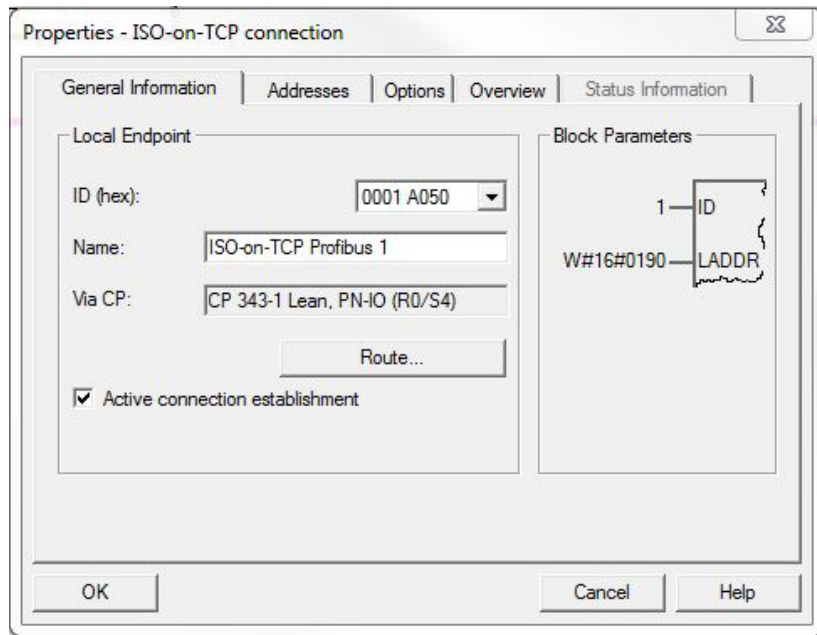 Properties - ISO-on-TCP connection
General Information
Addresses
Options
Overview
Status Information
Local Endpoint
ID (hex):
0001 A050
Name:
ISO-on-TCP Profibus 1
Via CP:
CP 343-1 Lean, PN-IO (R0/S4)
Route...
Active connection establishment
Block Parameters
1
ID
W#16#0190
LADDR
OK
Cancel
Help